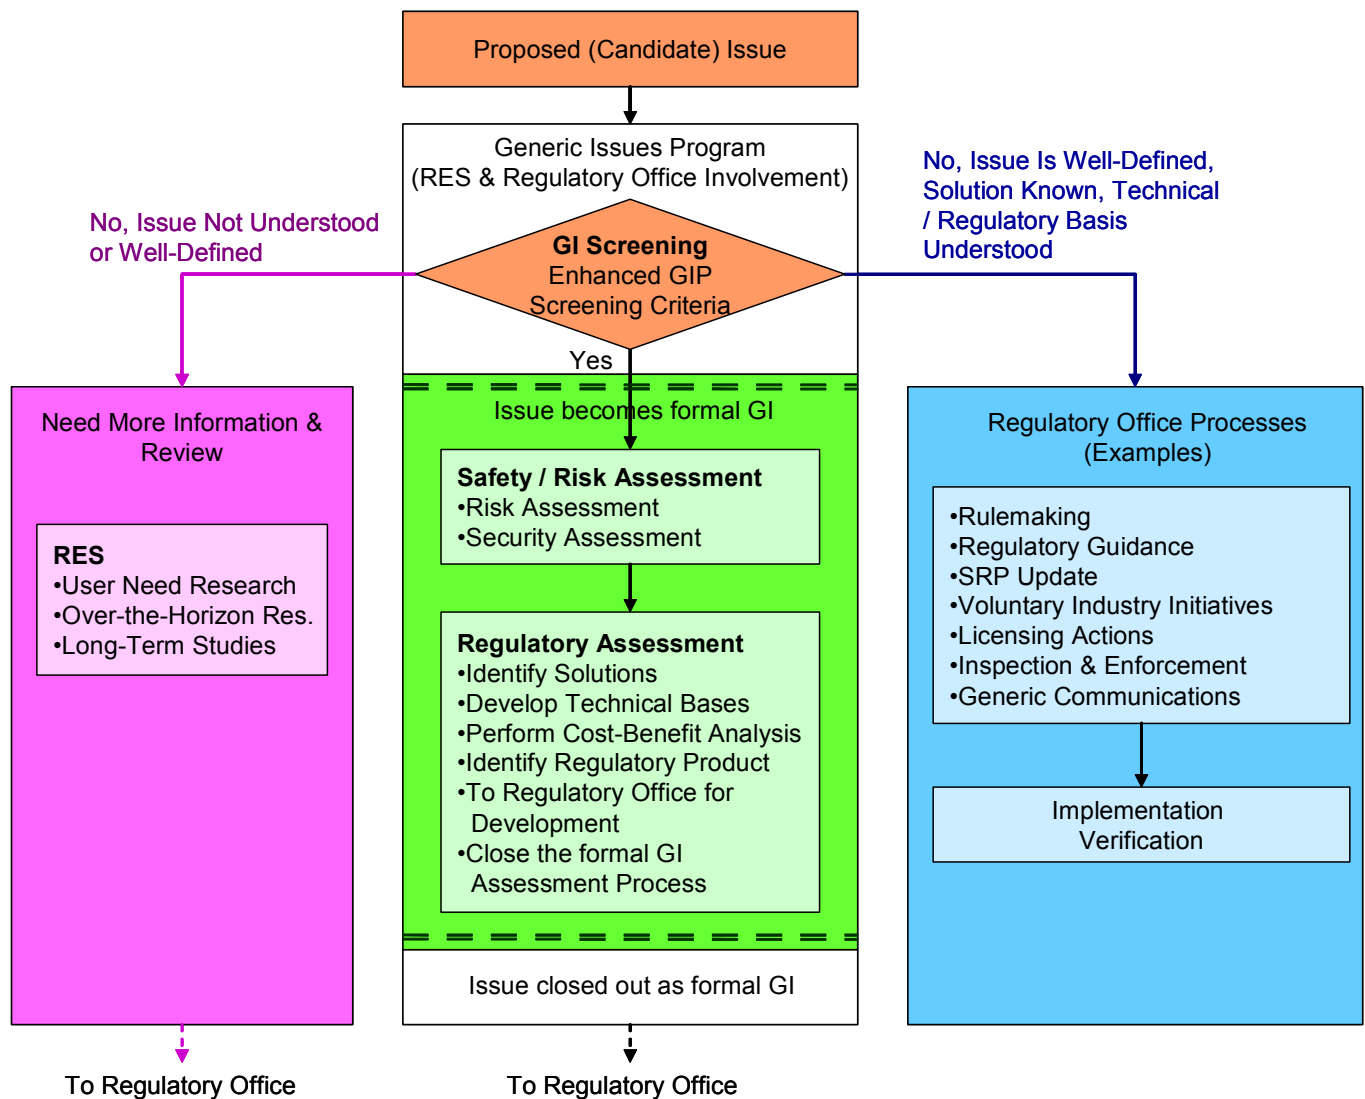 Proposed (Candidate) Issue
Generic Issues Program
(RES & Regulatory Office Involvement)
No, Issue Not Understood
or Well-Defined
GI Screening
Enhanced GIP
Screening Criteria
No, Issue Is Well-Defined,
Solution Known, Technical
/ Regulatory Basis
Understood
Yes
Need More Information &
Review
RES
•User Need Research
•Over-the-Horizon Res.
•Long-Term Studies
To Regulatory Office
Issue becomes formal GI
Safety / Risk Assessment
•Risk Assessment
•Security Assessment
Regulatory Assessment
•Identify Solutions
•Develop Technical Bases
•Perform Cost-Benefit Analysis
•Identify Regulatory Product
•To Regulatory Office for
Development
•Close the formal GI
Assessment Process
Issue closed out as formal GI
To Regulatory Office
Regulatory Office Processes
(Examples)
•Rulemaking
•Regulatory Guidance
•SRP Update
•Voluntary Industry Initiatives
•Licensing Actions
•Inspection & Enforcement
•Generic Communications
Implementation
Verification